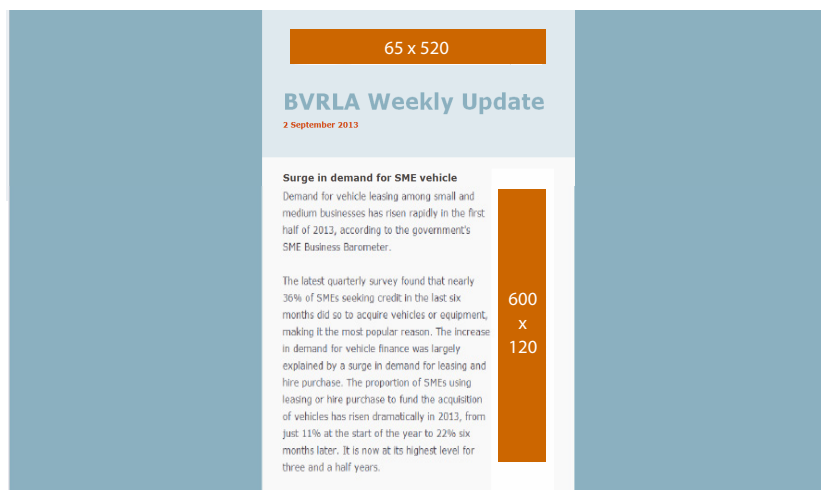 65 x 520
BVRLA Weekly Update
2 September 2013
Surge in demand for SME vehicle
Demand for vehicle leasing among small and
medium businesses has risen rapidly in the first
half of 2013, according to the government's
SME Business Barometer.
The latest quarterly survey found that nearly
36% of SMEs seeking credit in the last six
months did so to acquire vehicles or equipment,
making it the most popular reason. The increase
in demand for vehicle finance was largely
explained by a surge in demand for leasing and
hire purchase. The proportion of SMEs using
leasing or hire purchase to fund the acquisition
of vehicles has risen dramatically in 2013, from
just 11% at the start of the year to 22% six
months later. It is now at its highest level for
three and a half years.
600
x
120